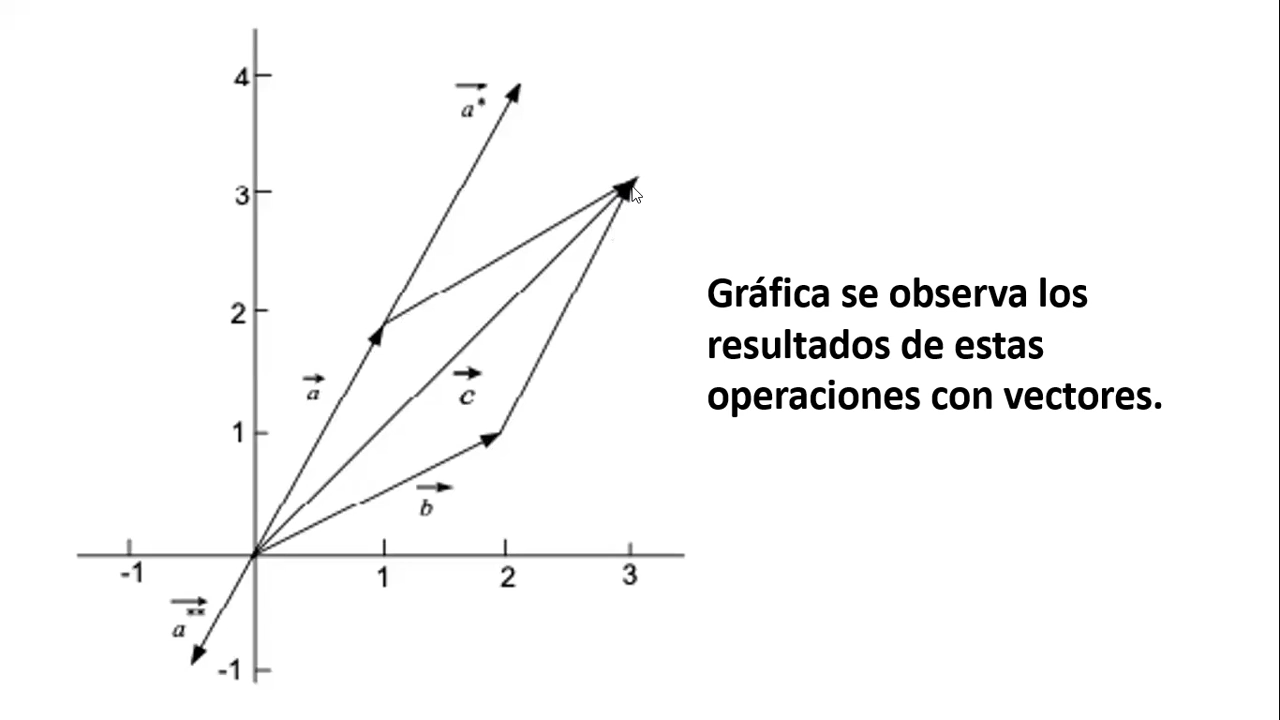 4
a*
3
Gráfica se observa los
2
resultados de estas
a
c
operaciones con vectores.
1
b
-1
1
2
3
a**
-1